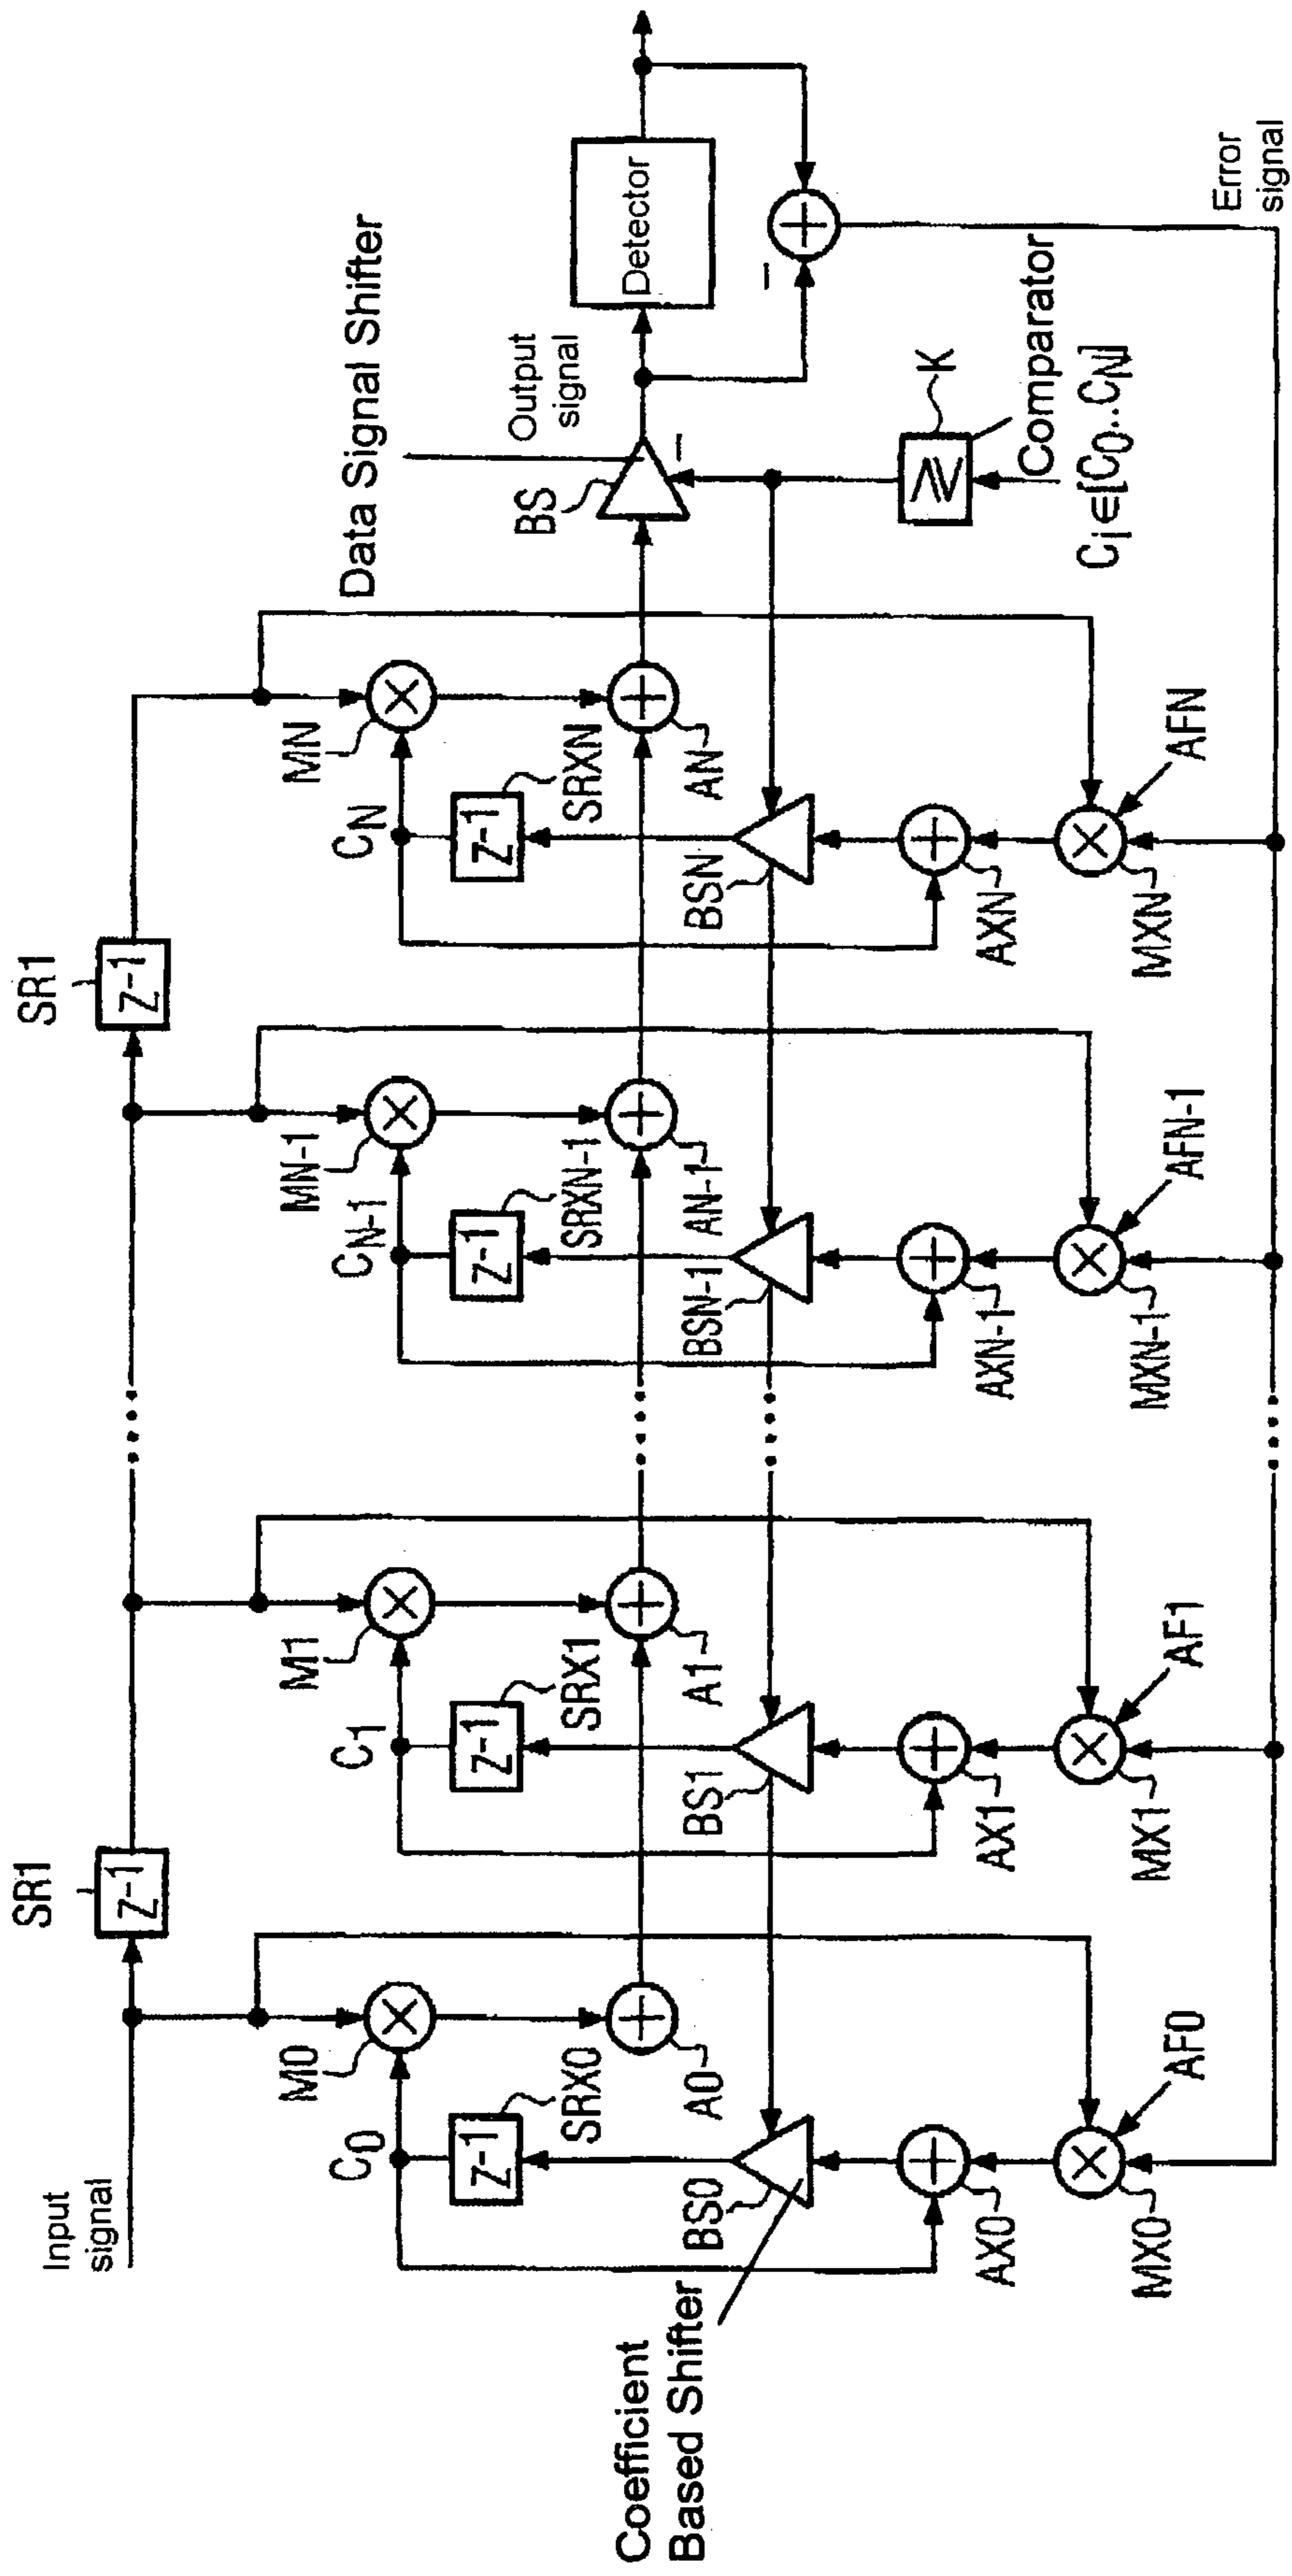 SR1
SR1
Input
signal
C0
M0
SRX0
A0
BS0
AX0
MX0
AF0
Coefficient
Based Shifter
C1
M1
SRX1
A1
BS1
AX1
MX1
AF1
CN-1
MN-1
SRXN-1
AN-1
BSN-1
AXN-1
MXN-1
AFN-1
CN
MN
SRXN
AN
BSN
AXN
MXN
AFN
Z-1
Z-1
Z-1
Z-1
Z-1
Z-1
Data Signal Shifter
BS
Output
signal
Detector
K
Comparator
Ci∈[C0..CN]
Error
signal